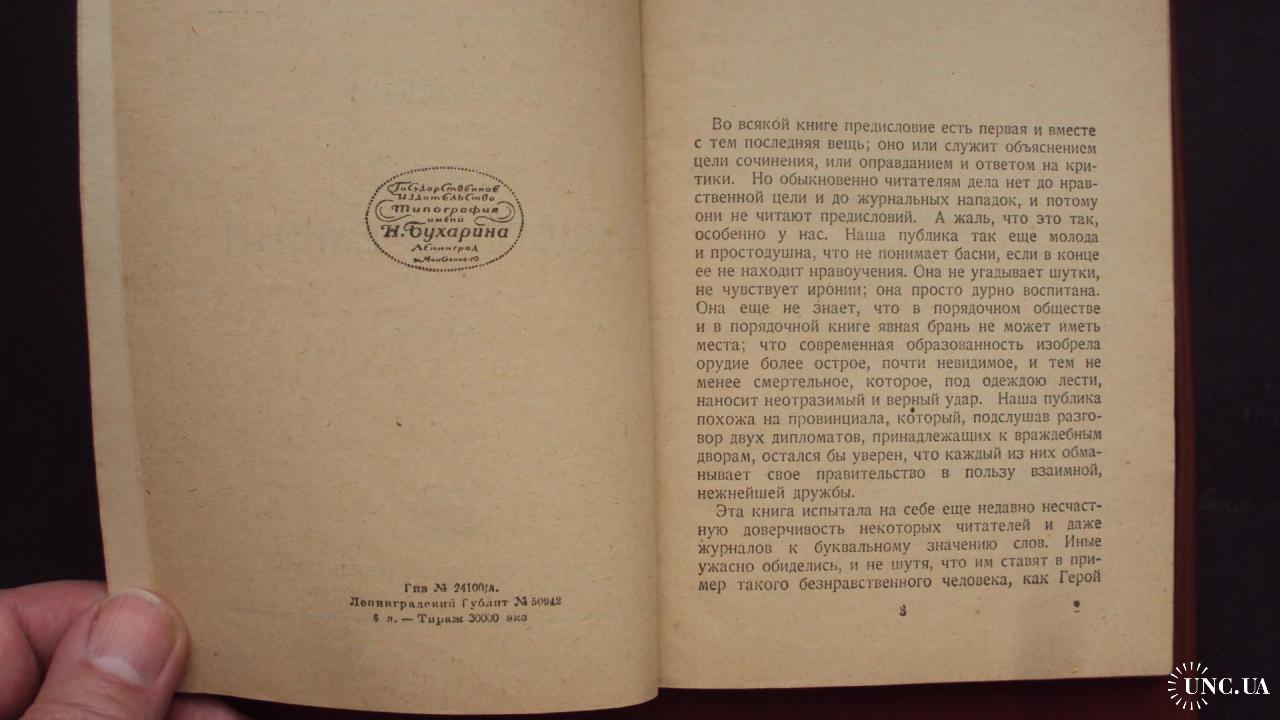 Государственное
Издательство
Типография
имени
Н. Бухарина
Ленинград
Гиз № 24100/л.
Ленинградский Гублит № 50942
6 л. — Тираж 30000 экз
Во всякой книге предисловие есть первая и вместе
с тем последняя вещь; оно или служит объяснением
цели сочинения, или оправданием и ответом на кри-
тики. Но обыкновенно читателям дела нет до нрав-
ственной цели и до журнальных нападок, и потому
они не читают предисловий. А жаль, что это так,
особенно у нас. Наша публика так еще молода
и простодушна, что не понимает басни, если в конце
ее не находит нравоучения. Она не угадывает шутки,
не чувствует иронии; она просто дурно воспитана.
Она еще не знает, что в порядочном обществе
и в порядочной книге явная брань не может иметь
места; что современная образованность изобрела
орудие более острое, почти невидимое, и тем не
менее смертельное, которое, под одеждою лести,
наносит неотразимый и верный удар. Наша публика
похожа на провинциала, который, подслушав разго-
вор двух дипломатов, принадлежащих к враждебным
дворам, остался бы уверен, что каждый из них обма-
нывает свое правительство в пользу взаимной,
нежнейшей дружбы.
Эта книга испытала на себе еще недавно несчаст-
ную доверчивость некоторых читателей и даже
журналов к буквальному значению слов. Иные
ужасно обиделись, и не шутя, что им ставят в при-
мер такого безнравственного человека, как Герой
3
UNC.UA